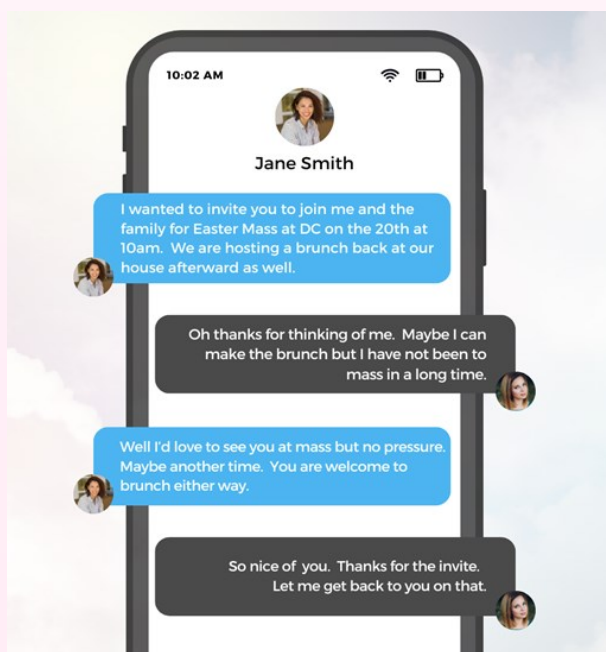 10:02 AM
Jane Smith
I wanted to invite you to join me and the
family for Easter Mass at DC on the 20th at
10am.  We are hosting a brunch back at our
house afterward as well.
Oh thanks for thinking of me.  Maybe I can
make the brunch but I have not been to
mass in a long time.
Well I'd love to see you at mass but no pressure.
Maybe another time.  You are welcome to
brunch either way.
So nice of  you.  Thanks for the invite.
Let me get back to you on that.